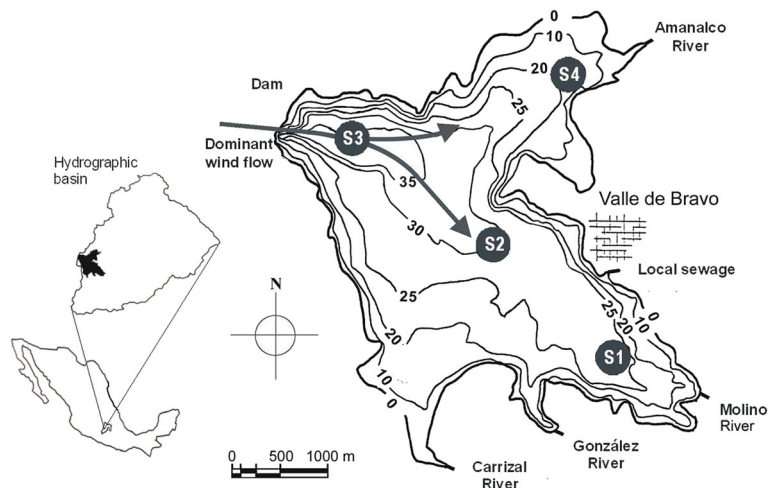 0
10
Amanalco
River
20
S4
Dam
25
S3
Dominant
wind flow
Hydrographic
basin
35
Valle de Bravo
30
S2
Local sewage
N
25
0
10
25
20
20
S1
10
0
Molino
River
González
River
Carrizal
River
0 500 1000 m